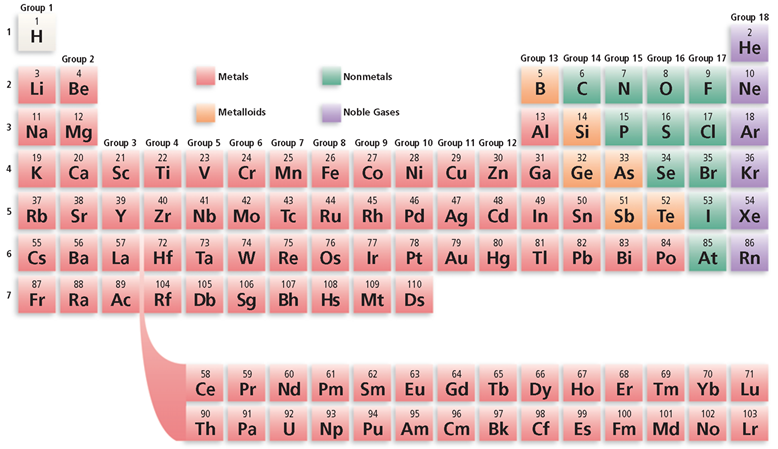 Group 1
Group 18
1
1
H
2
He
Group 2
Metals
Nonmetals
Metalloids
Noble Gases
Group 13 Group 14 Group 15 Group 16 Group 17
2
3 4 5 6 7 8 9 10
Li Be B C N O F Ne
3
11 12 13 14 15 16 17 18
Na Mg Al Si P S Cl Ar
Group 3 Group 4 Group 5 Group 6 Group 7 Group 8 Group 9 Group 10 Group 11 Group 12
4
19 20 21 22 23 24 25 26 27 28 29 30 31 32 33 34 35 36
K Ca Sc Ti V Cr Mn Fe Co Ni Cu Zn Ga Ge As Se Br Kr
5
37 38 39 40 41 42 43 44 45 46 47 48 49 50 51 52 53 54
Rb Sr Y Zr Nb Mo Tc Ru Rh Pd Ag Cd In Sn Sb Te I Xe
6
55 56 57 72 73 74 75 76 77 78 79 80 81 82 83 84 85 86
Cs Ba La Hf Ta W Re Os Ir Pt Au Hg Tl Pb Bi Po At Rn
7
87 88 89 104 105 106 107 108 109 110
Fr Ra Ac Rf Db Sg Bh Hs Mt Ds
58 59 60 61 62 63 64 65 66 67 68 69 70 71
Ce Pr Nd Pm Sm Eu Gd Tb Dy Ho Er Tm Yb Lu
90 91 92 93 94 95 96 97 98 99 100 101 102 103
Th Pa U Np Pu Am Cm Bk Cf Es Fm Md No Lr